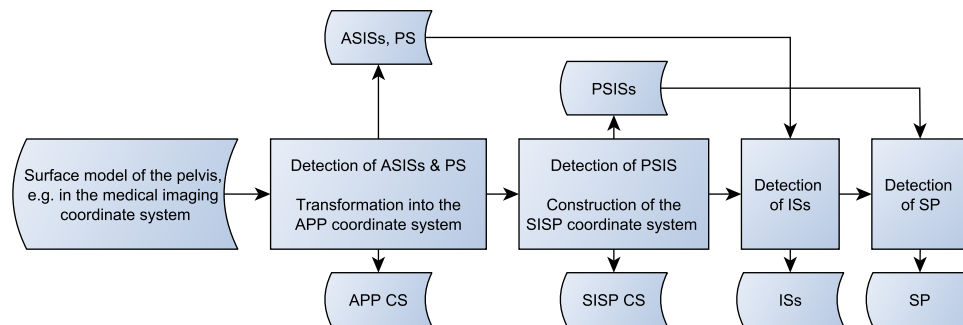 ASISs, PS
PSISs
Surface model of the pelvis,
e.g. in the medical imaging
coordinate system
Detection of ASISs & PS
Transformation into the
APP coordinate system
Detection of PSIS
Construction of the
SISP coordinate system
Detection
of ISs
Detection
of SP
APP CS
SISP CS
ISs
SP